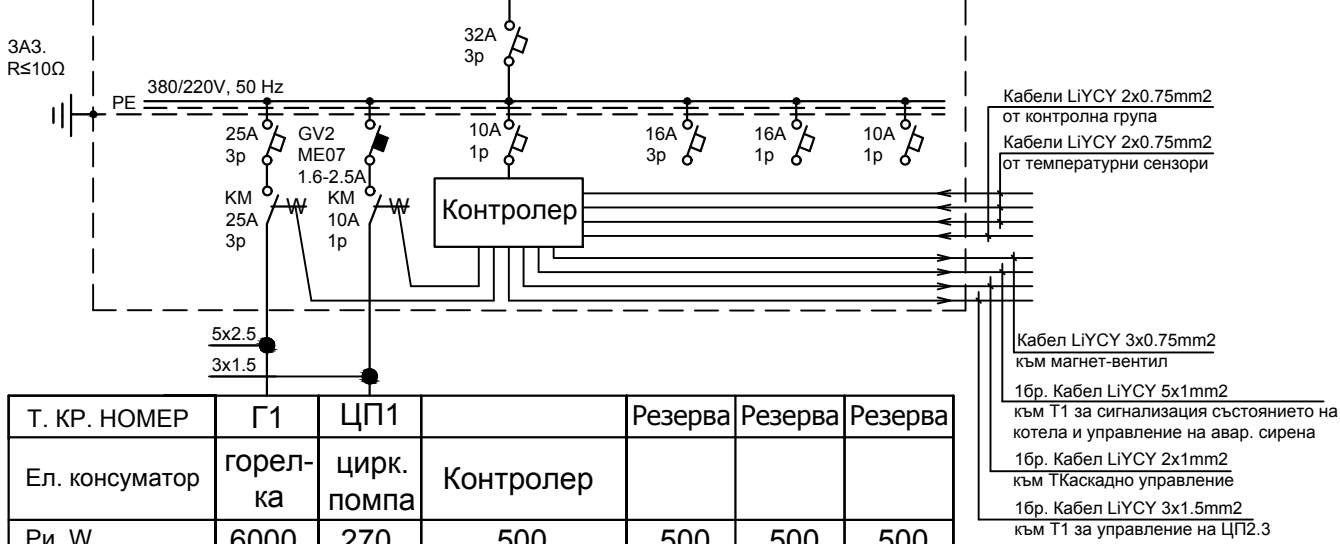 32A
3p
ЗАЗ.
R≤10Ω
380/220V, 50 Hz
PE
25A
3p
GV2
ME07
1.6-2.5A
10A
1p
16A
3p
16A
1p
10A
1p
KM
25A
3p
KM
10A
1p
Контролер
Кабели LiYCY 2x0.75mm2
от контролна група
Кабели LiYCY 2x0.75mm2
от температурни сензори
5x2.5
3x1.5
Кабел LiYCY 3x0.75mm2
към магнет-вентил
1бр. Кабел LiYCY 5x1mm2
към Т1 за сигнализация състоянието на
котела и управление на авар. сирена
1бр. Кабел LiYCY 2x1mm2
към ТКаскадно управление
1бр. Кабел LiYCY 3x1.5mm2
към Т1 за управление на ЦП2.3
Т. КР. НОМЕР Г1 ЦП1 Резерва Резерва Резерва
Ел. консуматор горел-
ка цирк.
помпа Контролер
Ри, W 6000 270 500 500 500 500